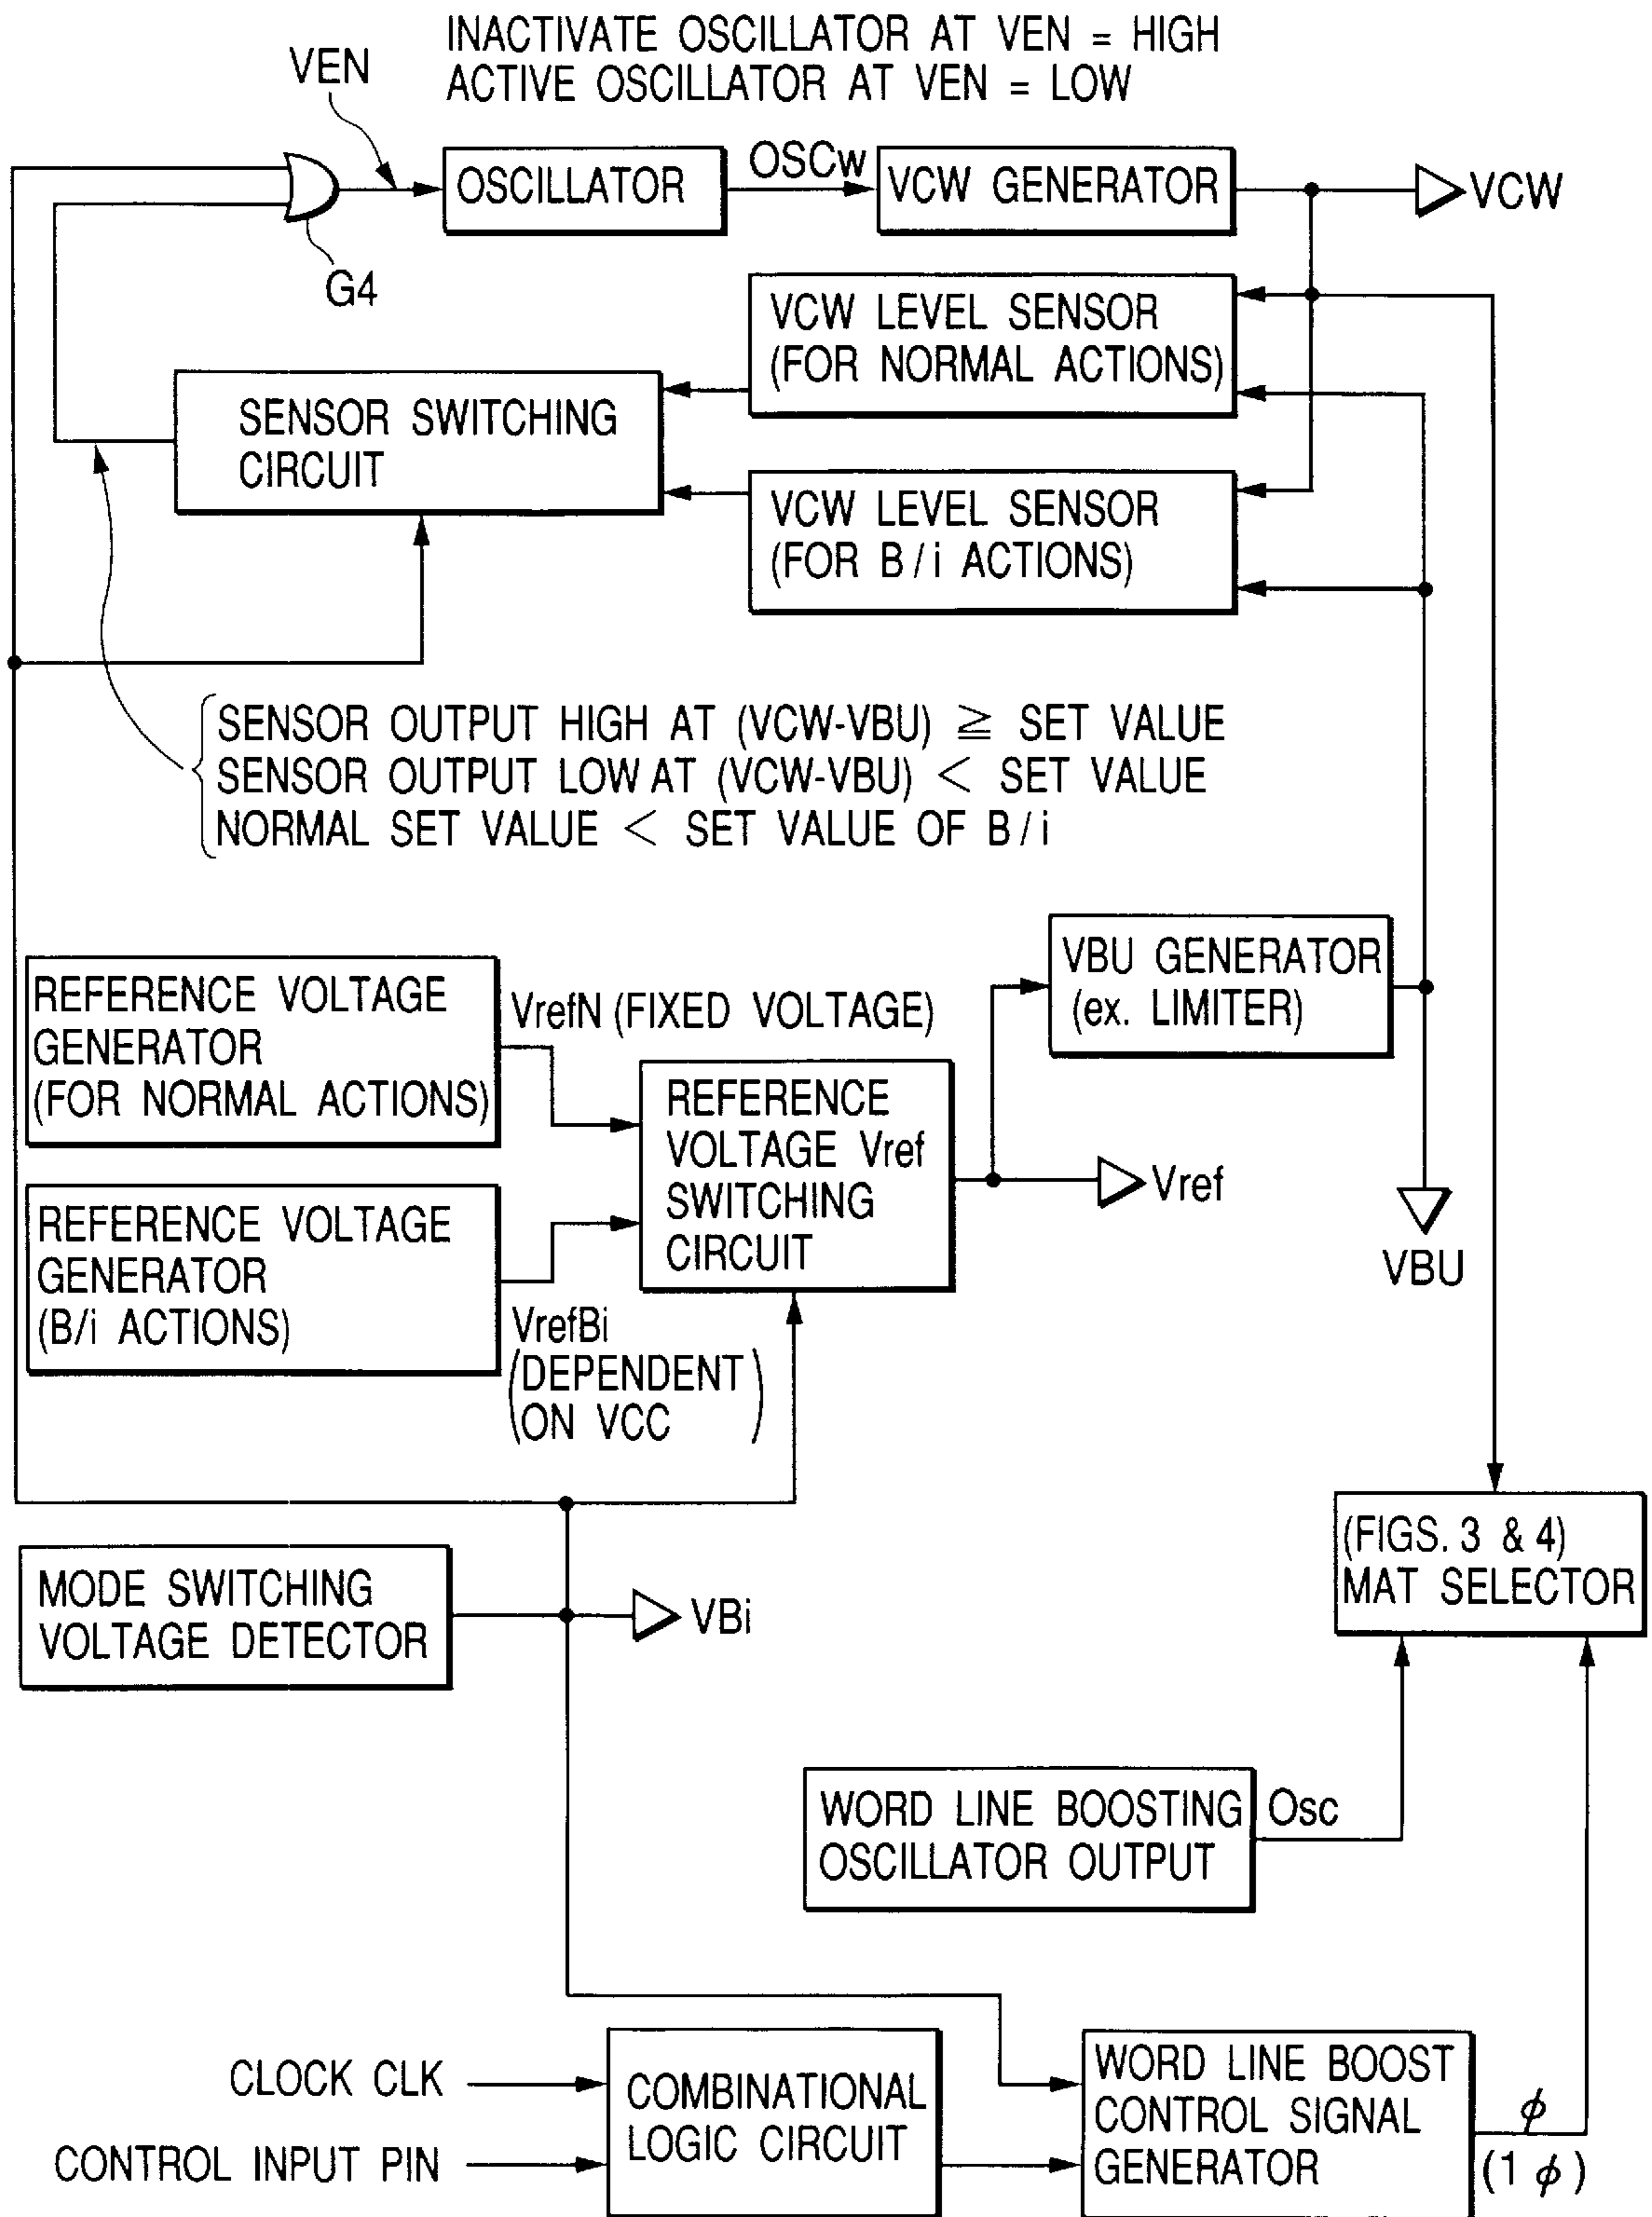 INACTIVATE OSCILLATOR AT VEN = HIGH
ACTIVE OSCILLATOR AT VEN = LOW
VEN
OSCILLATOR
OSCw
VCW GENERATOR
VCW
G4
VCW LEVEL SENSOR
(FOR NORMAL ACTIONS)
SENSOR SWITCHING
CIRCUIT
VCW LEVEL SENSOR
(FOR B/i ACTIONS)
SENSOR OUTPUT HIGH AT (VCW-VBU) ≧ SET VALUE
SENSOR OUTPUT LOW AT (VCW-VBU) < SET VALUE
NORMAL SET VALUE < SET VALUE OF B/i
VBU GENERATOR
(ex. LIMITER)
REFERENCE VOLTAGE
GENERATOR
(FOR NORMAL ACTIONS)
VrefN (FIXED VOLTAGE)
REFERENCE
VOLTAGE Vref
SWITCHING
CIRCUIT
Vref
REFERENCE VOLTAGE
GENERATOR
(B/i ACTIONS)
VBU
VrefBi
(DEPENDENT
ON VCC)
(FIGS. 3 & 4)
MAT SELECTOR
MODE SWITCHING
VOLTAGE DETECTOR
VBi
WORD LINE BOOSTING
OSCILLATOR OUTPUT
Osc
CLOCK CLK
CONTROL INPUT PIN
COMBINATIONAL
LOGIC CIRCUIT
WORD LINE BOOST
CONTROL SIGNAL
GENERATOR
ϕ
(1 ϕ)